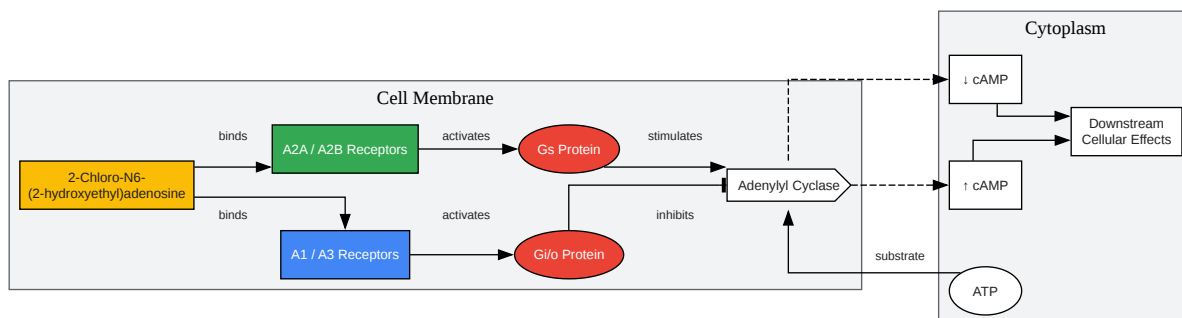 Cytoplasm
Cell Membrane
↓ cAMP
binds
A2A / A2B Receptors
activates
Gs Protein
stimulates
Downstream
Cellular Effects
2-Chloro-N6-
(2-hydroxyethyl)adenosine
Adenylyl Cyclase
↑ cAMP
binds
activates
inhibits
A1 / A3 Receptors
Gi/o Protein
substrate
ATP